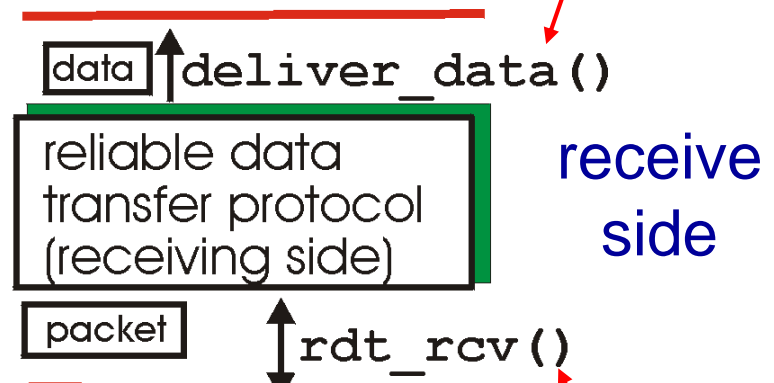 data deliver_data()
reliable data
transfer protocol
(receiving side)
receive
side
packet
rdt_rcv()